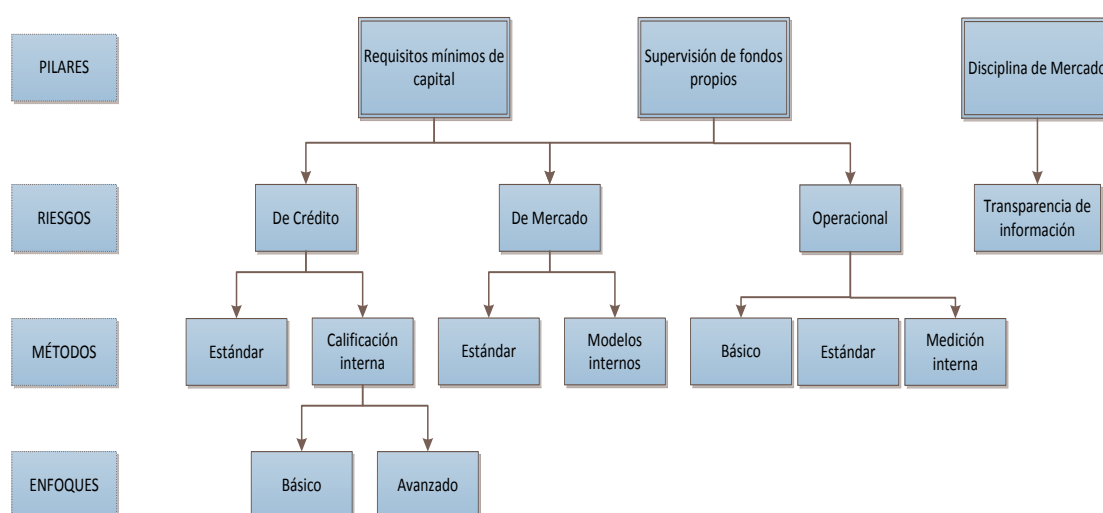 PILARES
Requisitos mínimos de
capital
Supervisión de fondos
propios
Disciplina de Mercado
RIESGOS
De Crédito
De Mercado
Operacional
Transparencia de
información
MÉTODOS
Estándar
Calificación
interna
Estándar
Modelos
internos
Básico
Estándar
Medición
interna
ENFOQUES
Básico
Avanzado